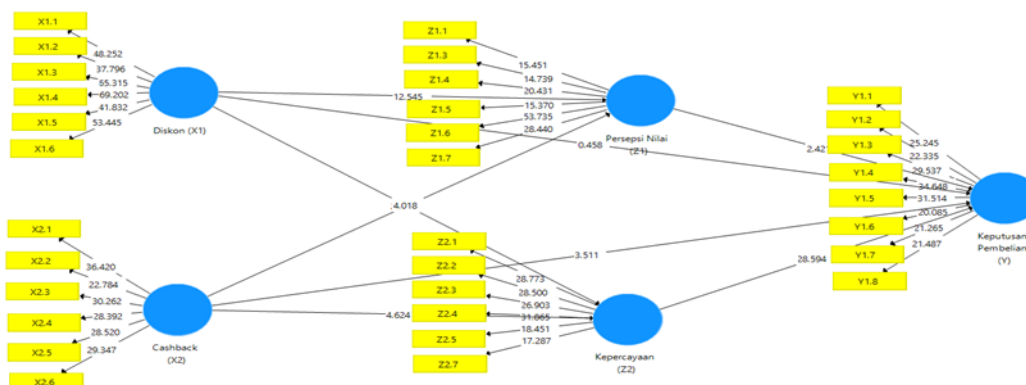 X1.1
X1.2
X1.3
X1.4
X1.5
X1.6
48.252
37.796
55.315
69.202
41.832
53.445
Diskon (X1)
Z1.1
Z1.3
Z1.4
Z1.5
Z1.6
Z1.7
15.451
14.739
20.431
15.370
53.735
28.440
Persepsi Nilai
(Z1)
12.545
0.458
2.42
4.018
3.511
4.624
28.594
Y1.1
Y1.2
Y1.3
Y1.4
Y1.5
Y1.6
Y1.7
Y1.8
25.245
22.335
29.537
34.648
31.514
20.085
21.265
21.487
Keputusan
Pembelian
(Y)
X2.1
X2.2
X2.3
X2.4
X2.5
X2.6
36.420
22.784
30.262
28.392
28.520
29.347
Cashback
(X2)
Z2.1
Z2.2
Z2.3
Z2.4
Z2.5
Z2.7
28.773
28.500
26.903
31.865
18.451
17.287
Kepercayaan
(Z2)